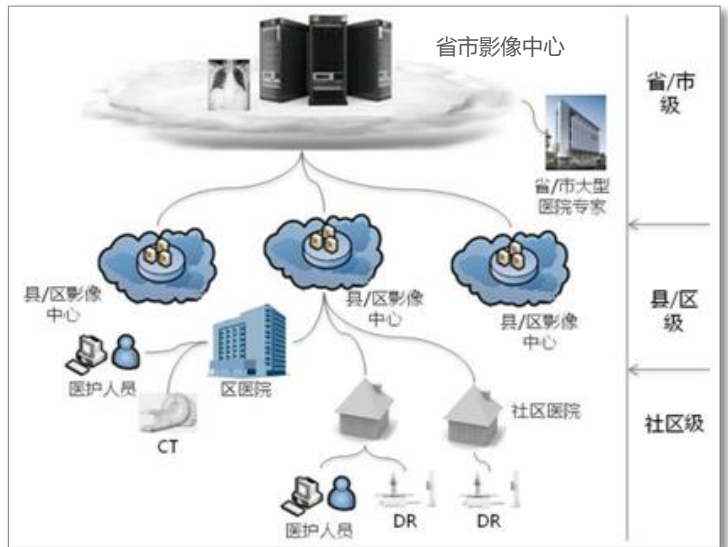 省市影像中心
省/市
级
省/市大型
医院专家
县/区影像
中心
县/区影像
中心
县/区影像
中心
县/区
级
医护人员
区医院
CT
社区医院
社区级
医护人员
DR
DR